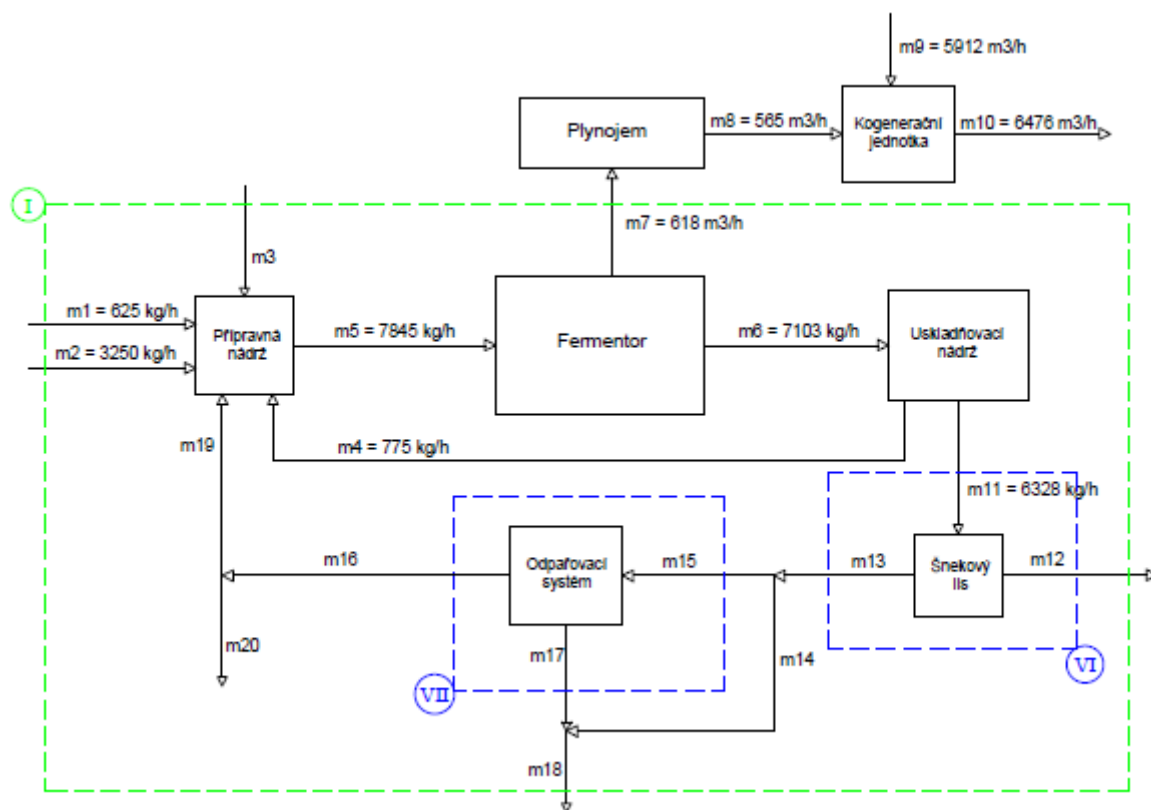 m9 = 5912 m3/h
Plynojem
m8 = 565 m3/h
Kogenerační
jednotka
m10 = 6476 m3/h
I
m7 = 618 m3/h
m3
m1 = 625 kg/h
m2 = 3250 kg/h
Přípravná
nádrž
m5 = 7845 kg/h
Fermentor
m6 = 7103 kg/h
Uskladňovací
nádrž
m19
m4 = 775 kg/h
m11 = 6328 kg/h
m16
Odpařovací
systém
m15
m13
Šnekový
lis
m12
m20
m17
m14
VII
VI
m18